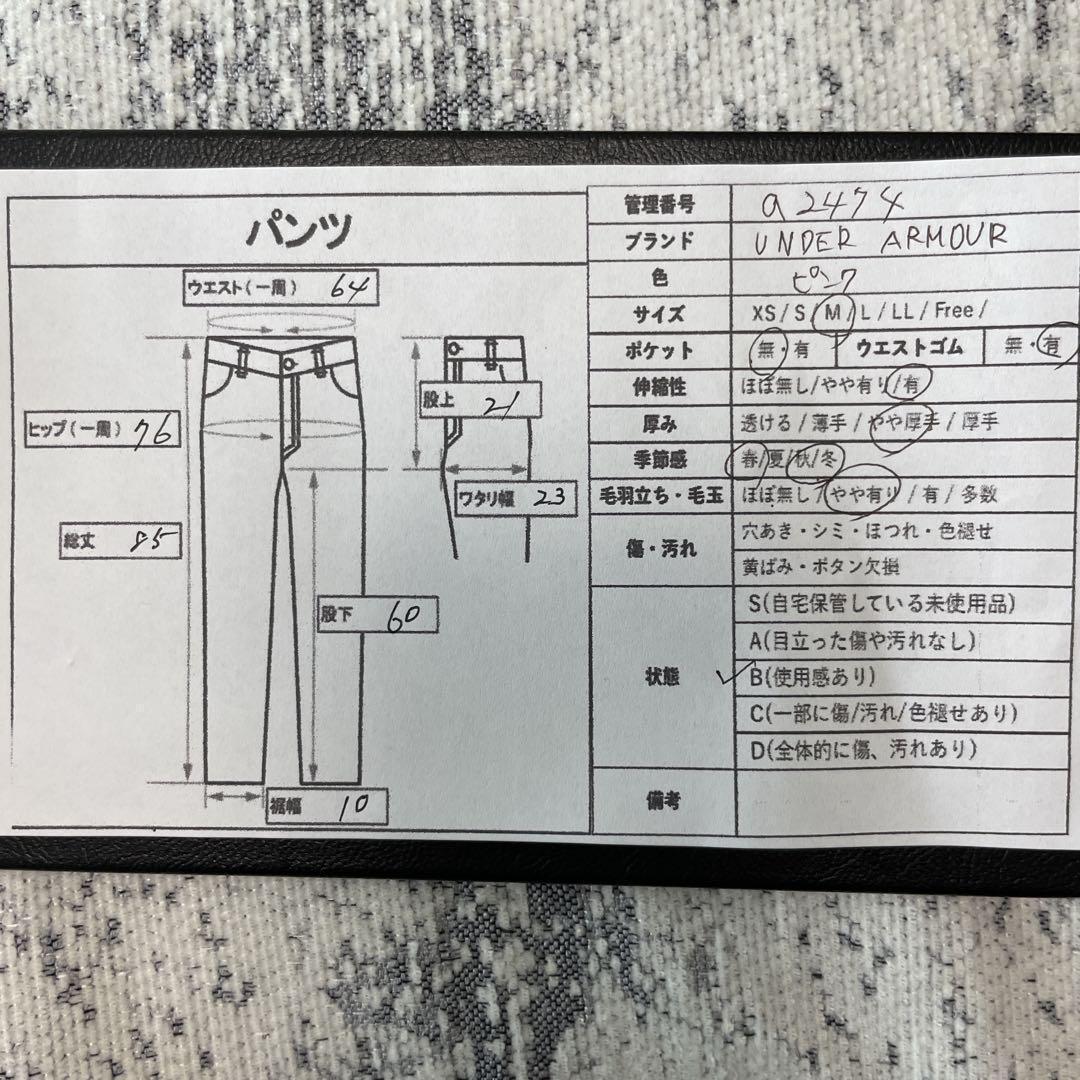 パンツ
ウエスト(一周) 64
ヒップ(一周) 76
股上 21
ワタリ幅 23
総丈 85
股下 60
裾幅 10
管理番号 a2474
ブランド UNDER ARMOUR
色 ピンク
サイズ XS / S / M / L / LL / Free /
ポケット 無・有 ウエストゴム 無・有
伸縮性 ほぼ無し/やや有り/有
厚み 透ける / 薄手 / やや厚手 / 厚手
季節感 春/夏/秋/冬
毛羽立ち・毛玉 ほぼ無し / やや有り / 有 / 多数
傷・汚れ 穴あき・シミ・ほつれ・色褪せ
黄ばみ・ボタン欠損
状態 S(自宅保管している未使用品)
A(目立った傷や汚れなし)
B(使用感あり)
C(一部に傷/汚れ/色褪せあり)
D(全体的に傷、汚れあり)
備考